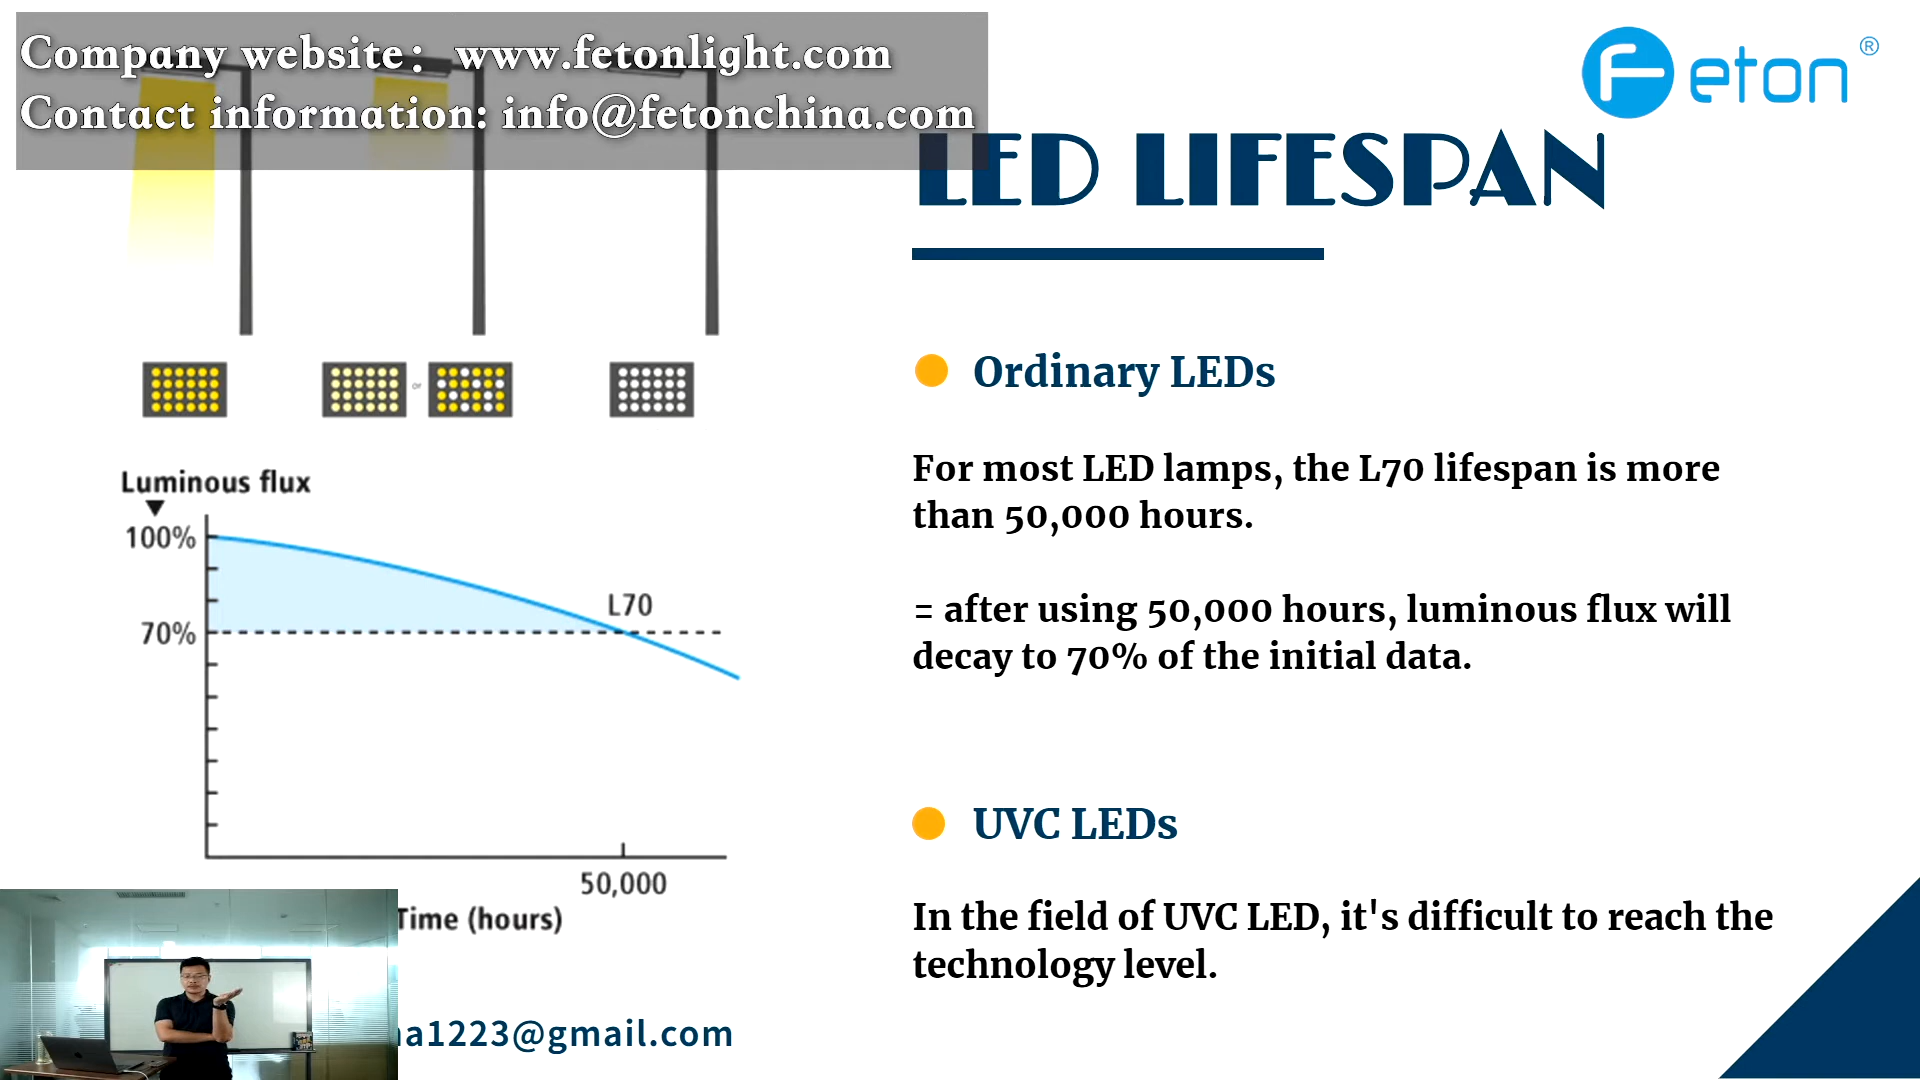 Company website： www.fetonlight.com
Contact information: info@fetonchina.com
Feton ®
LED LIFESPAN
or
Luminous flux
100%
70%
L70
50,000
Time (hours)
Ordinary LEDs
For most LED lamps, the L70 lifespan is more
than 50,000 hours.
= after using 50,000 hours, luminous flux will
decay to 70% of the initial data.
UVC LEDs
In the field of UVC LED, it's difficult to reach the
technology level.
a1223@gmail.com